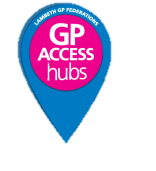 LAMBETH GP FEDERATIONS
GP
ACCESS
hubs